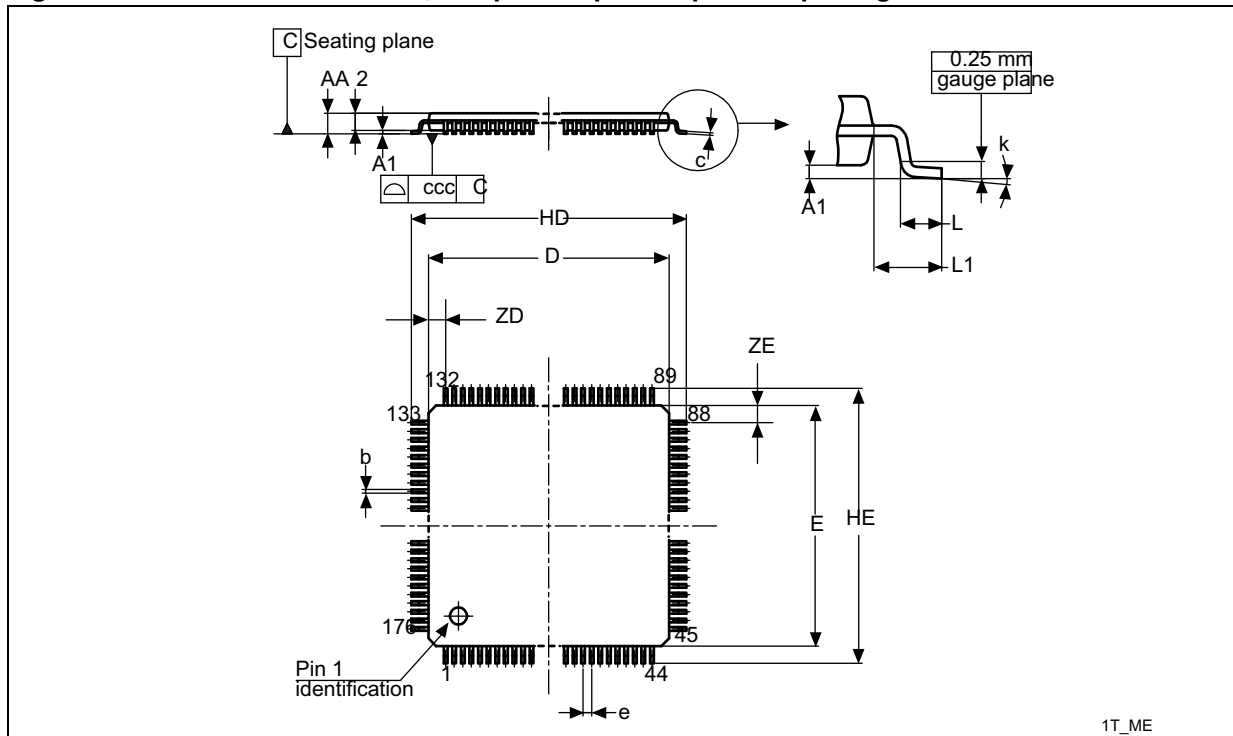 C Seating plane
AA 2
A1
c
ccc C
0.25 mm
gauge plane
k
A1
L
L1
HD
D
ZD
ZE
132
89
133
88
b
E
HE
176
45
Pin 1
identification
1
44
e
1T_ME